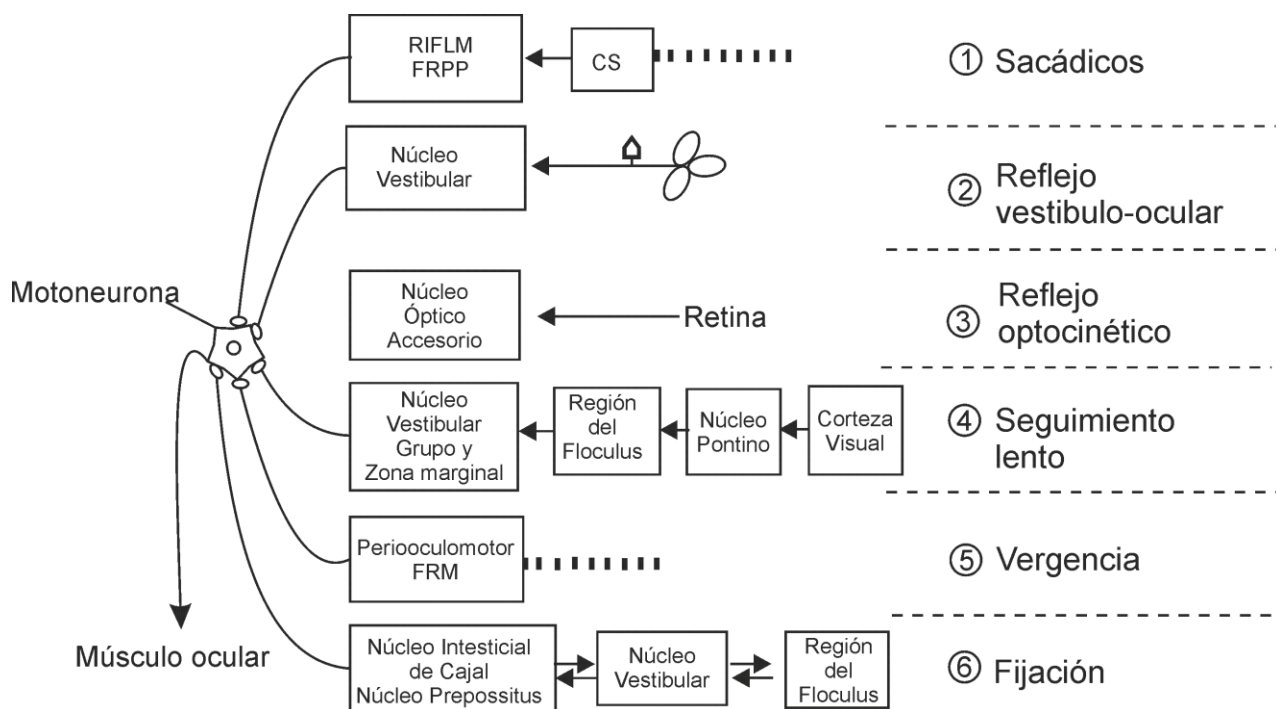 RIFLM
FRPP
CS
① Sacádicos
Núcleo
Vestibular
② Reflejo
vestibulo-ocular
Motoneurona
Núcleo
Óptico
Accesorio
Retina
③ Reflejo
optocinético
Núcleo
Vestibular
Grupo y
Zona marginal
Región
del
Floculus
Núcleo
Pontino
Corteza
Visual
④ Seguimiento
lento
Periooculomotor
FRM
⑤ Vergencia
Músculo ocular
Núcleo Intesticial
de Cajal
Núcleo Prepossitus
Núcleo
Vestibular
Región
del
Floculus
⑥ Fijación